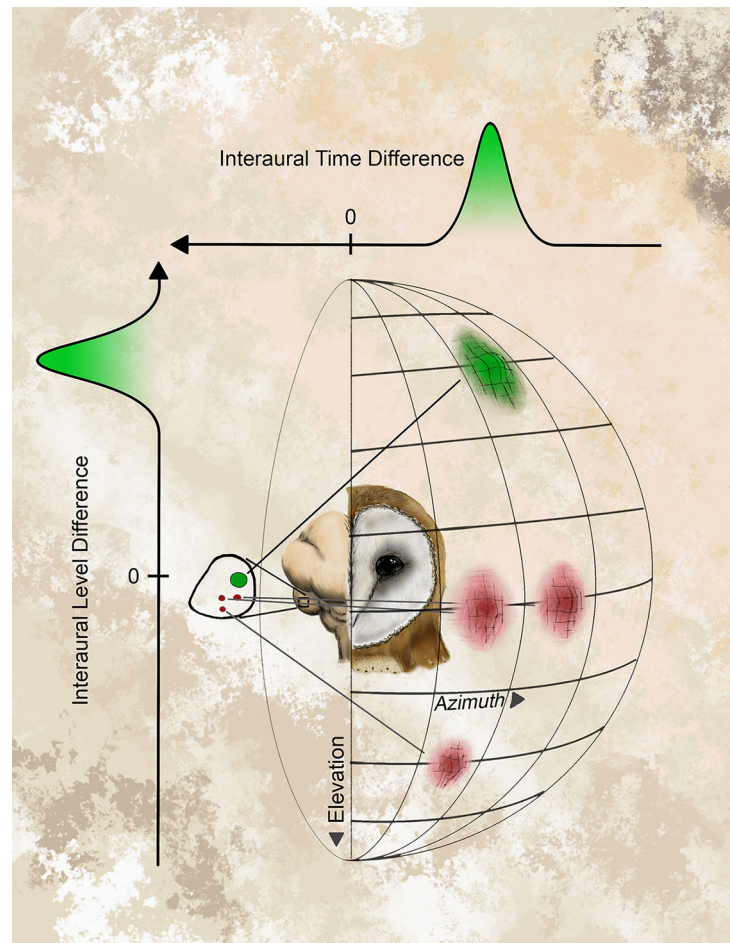 Interaural Time Difference
0
Interaural Level Difference
0
Azimuth
Elevation